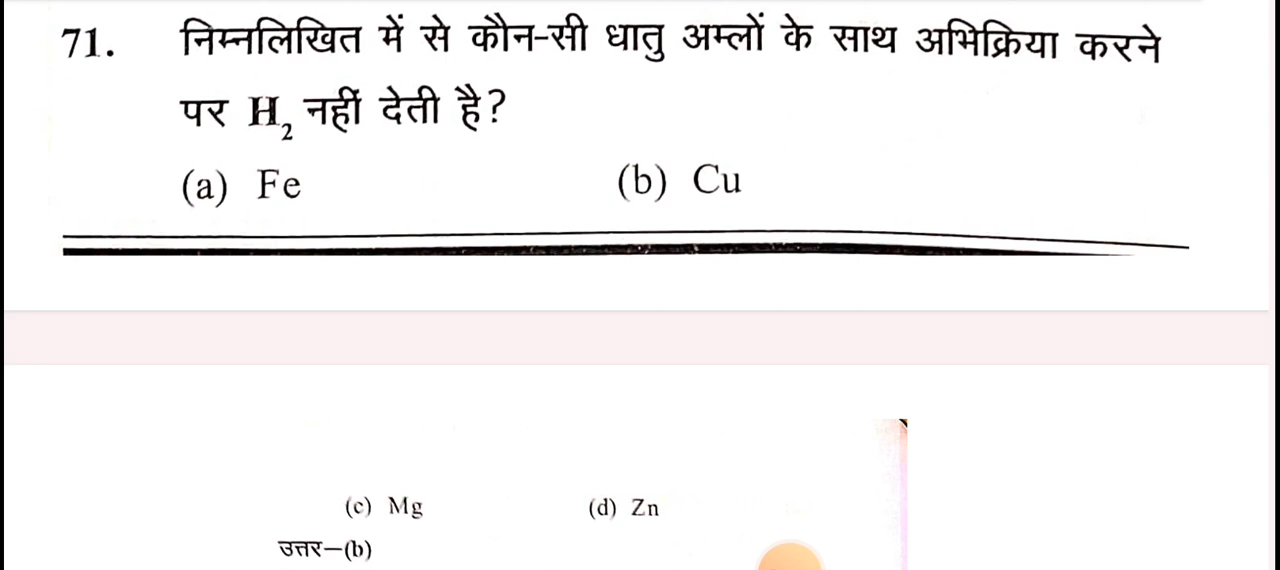 71. निम्नलिखित में से कौन-सी धातु अम्लों के साथ अभिक्रिया करने
पर H₂ नहीं देती है?
(a) Fe (b) Cu
(c) Mg (d) Zn
उत्तर–(b)